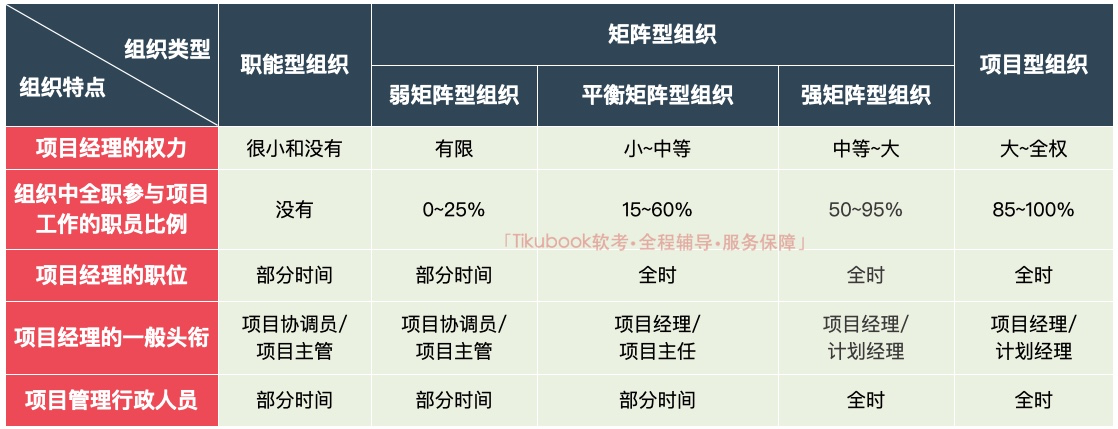 组织类型
组织特点
职能型组织
矩阵型组织
弱矩阵型组织
平衡矩阵型组织
强矩阵型组织
项目型组织
项目经理的权力
很小和没有
有限
小~中等
中等~大
大~全权
组织中全职参与项目
工作的职员比例
没有
0~25%
15~60%
50~95%
85~100%
「Tikubook软考·全程辅导·服务保障」
项目经理的职位
部分时间
部分时间
全时
全时
全时
项目经理的一般头衔
项目协调员/
项目主管
项目协调员/
项目主管
项目经理/
项目主任
项目经理/
计划经理
项目经理/
计划经理
项目管理行政人员
部分时间
部分时间
部分时间
全时
全时